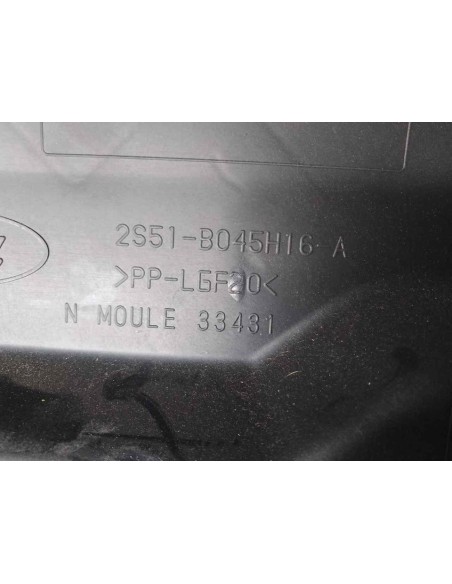 2S51-B045H16 A
>PP-LGF20<
N MOULE 33431